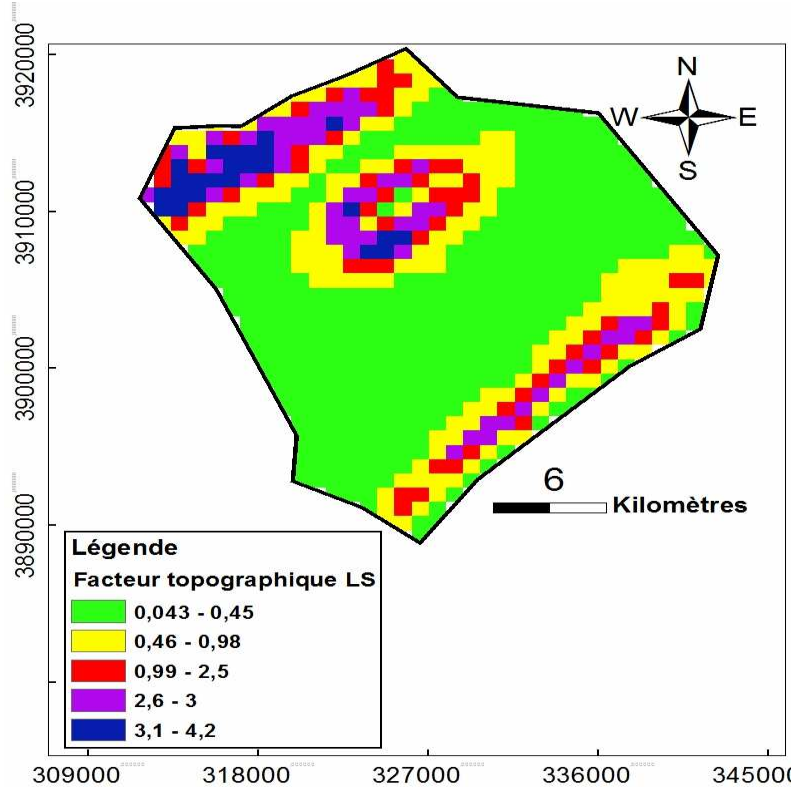 3920000
3910000
3900000
3890000
N
W E
S
6
Kilomètres
Légende
Facteur topographique LS
0,043 - 0,45
0,46 - 0,98
0,99 - 2,5
2,6 - 3
3,1 - 4,2
309000 318000 327000 336000